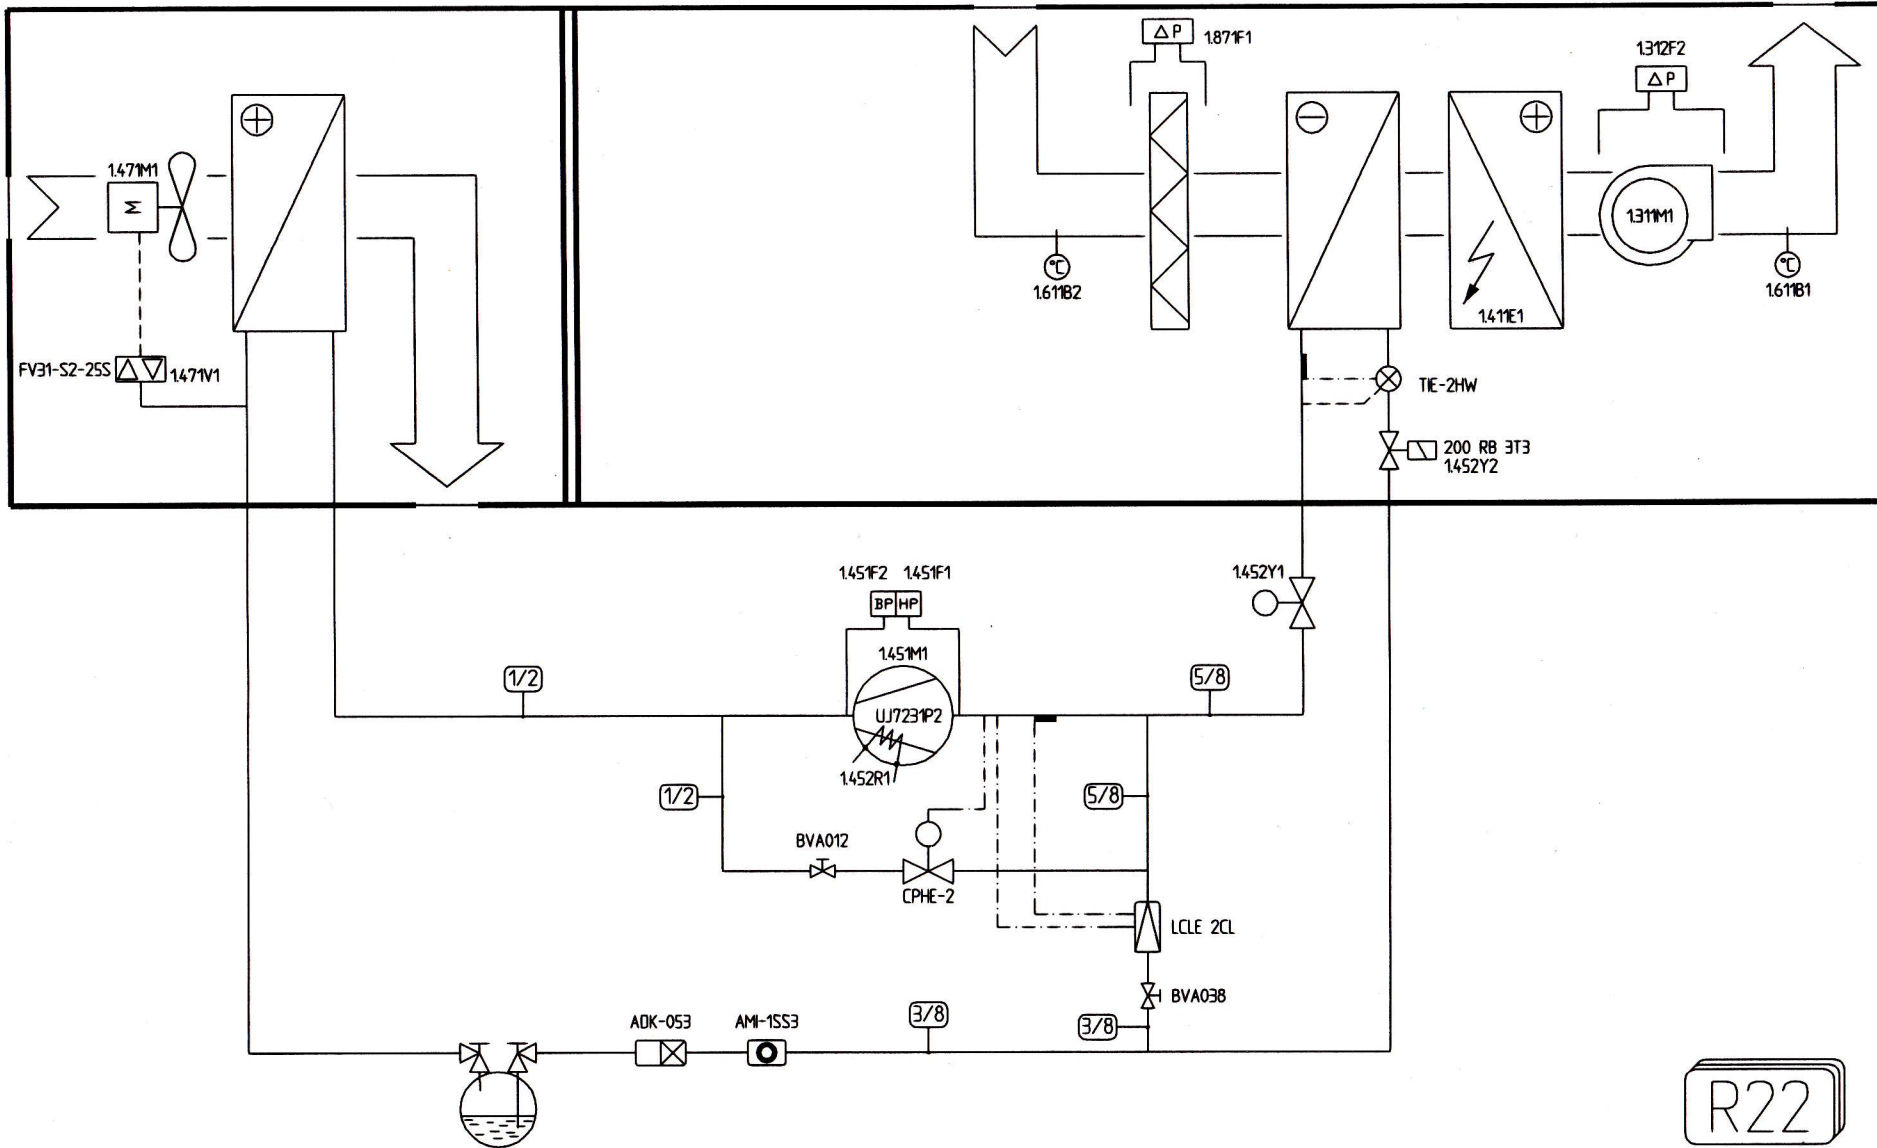 △ P
1.871F1
1.312F2
△ P
1.471M1
M
1.311M1
°C
1.611B2
°C
1.611B1
1.411E1
FV31-S2-25S
1.471V1
TIE-2HW
200 RB 3T3
1.452Y2
1.451F2 1.451F1
BP HP
1.452Y1
1.451M1
1/2
5/8
UJ7231P2
1.452R1
1/2
5/8
BVA012
CPHE-2
LCLE 2CL
BVA038
ADK-053
AMI-1SS3
3/8
3/8
R22